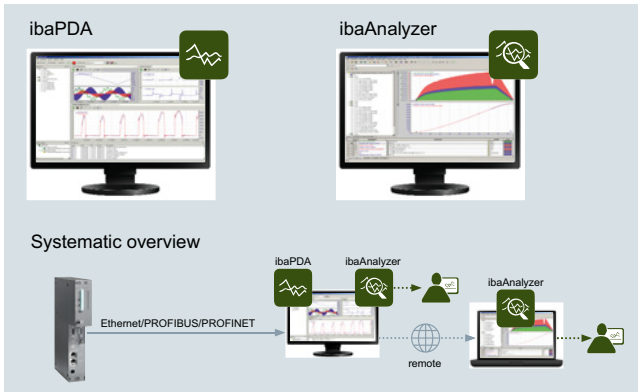 ibaPDA
ibaAnalyzer
Systematic overview
ibaPDA
ibaAnalyzer
ibaAnalyzer
Ethernet/PROFIBUS/PROFINET
remote